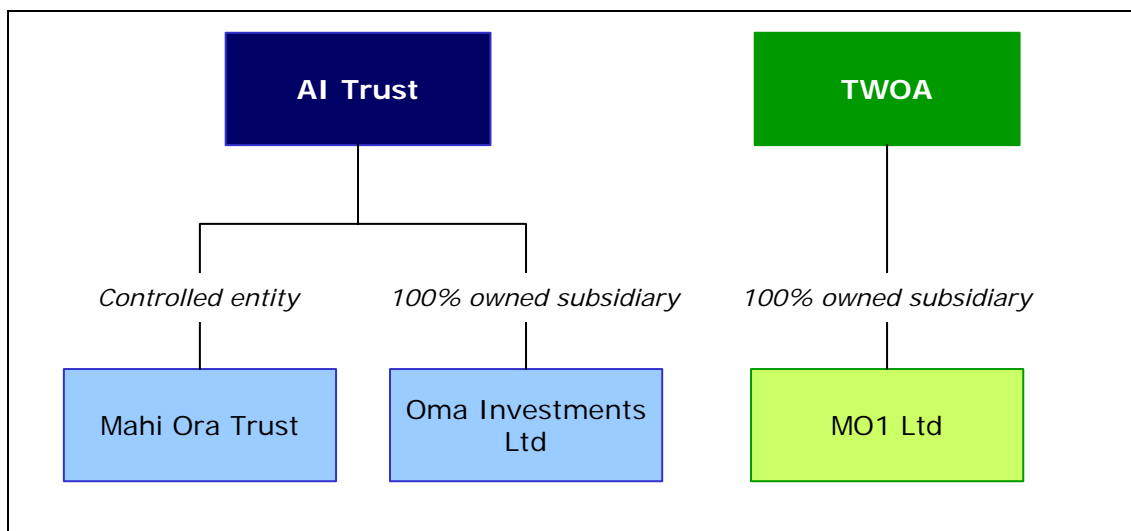 AI Trust
TWOA
Controlled entity
100% owned subsidiary
100% owned subsidiary
Mahi Ora Trust
Oma Investments
Ltd
MO1 Ltd